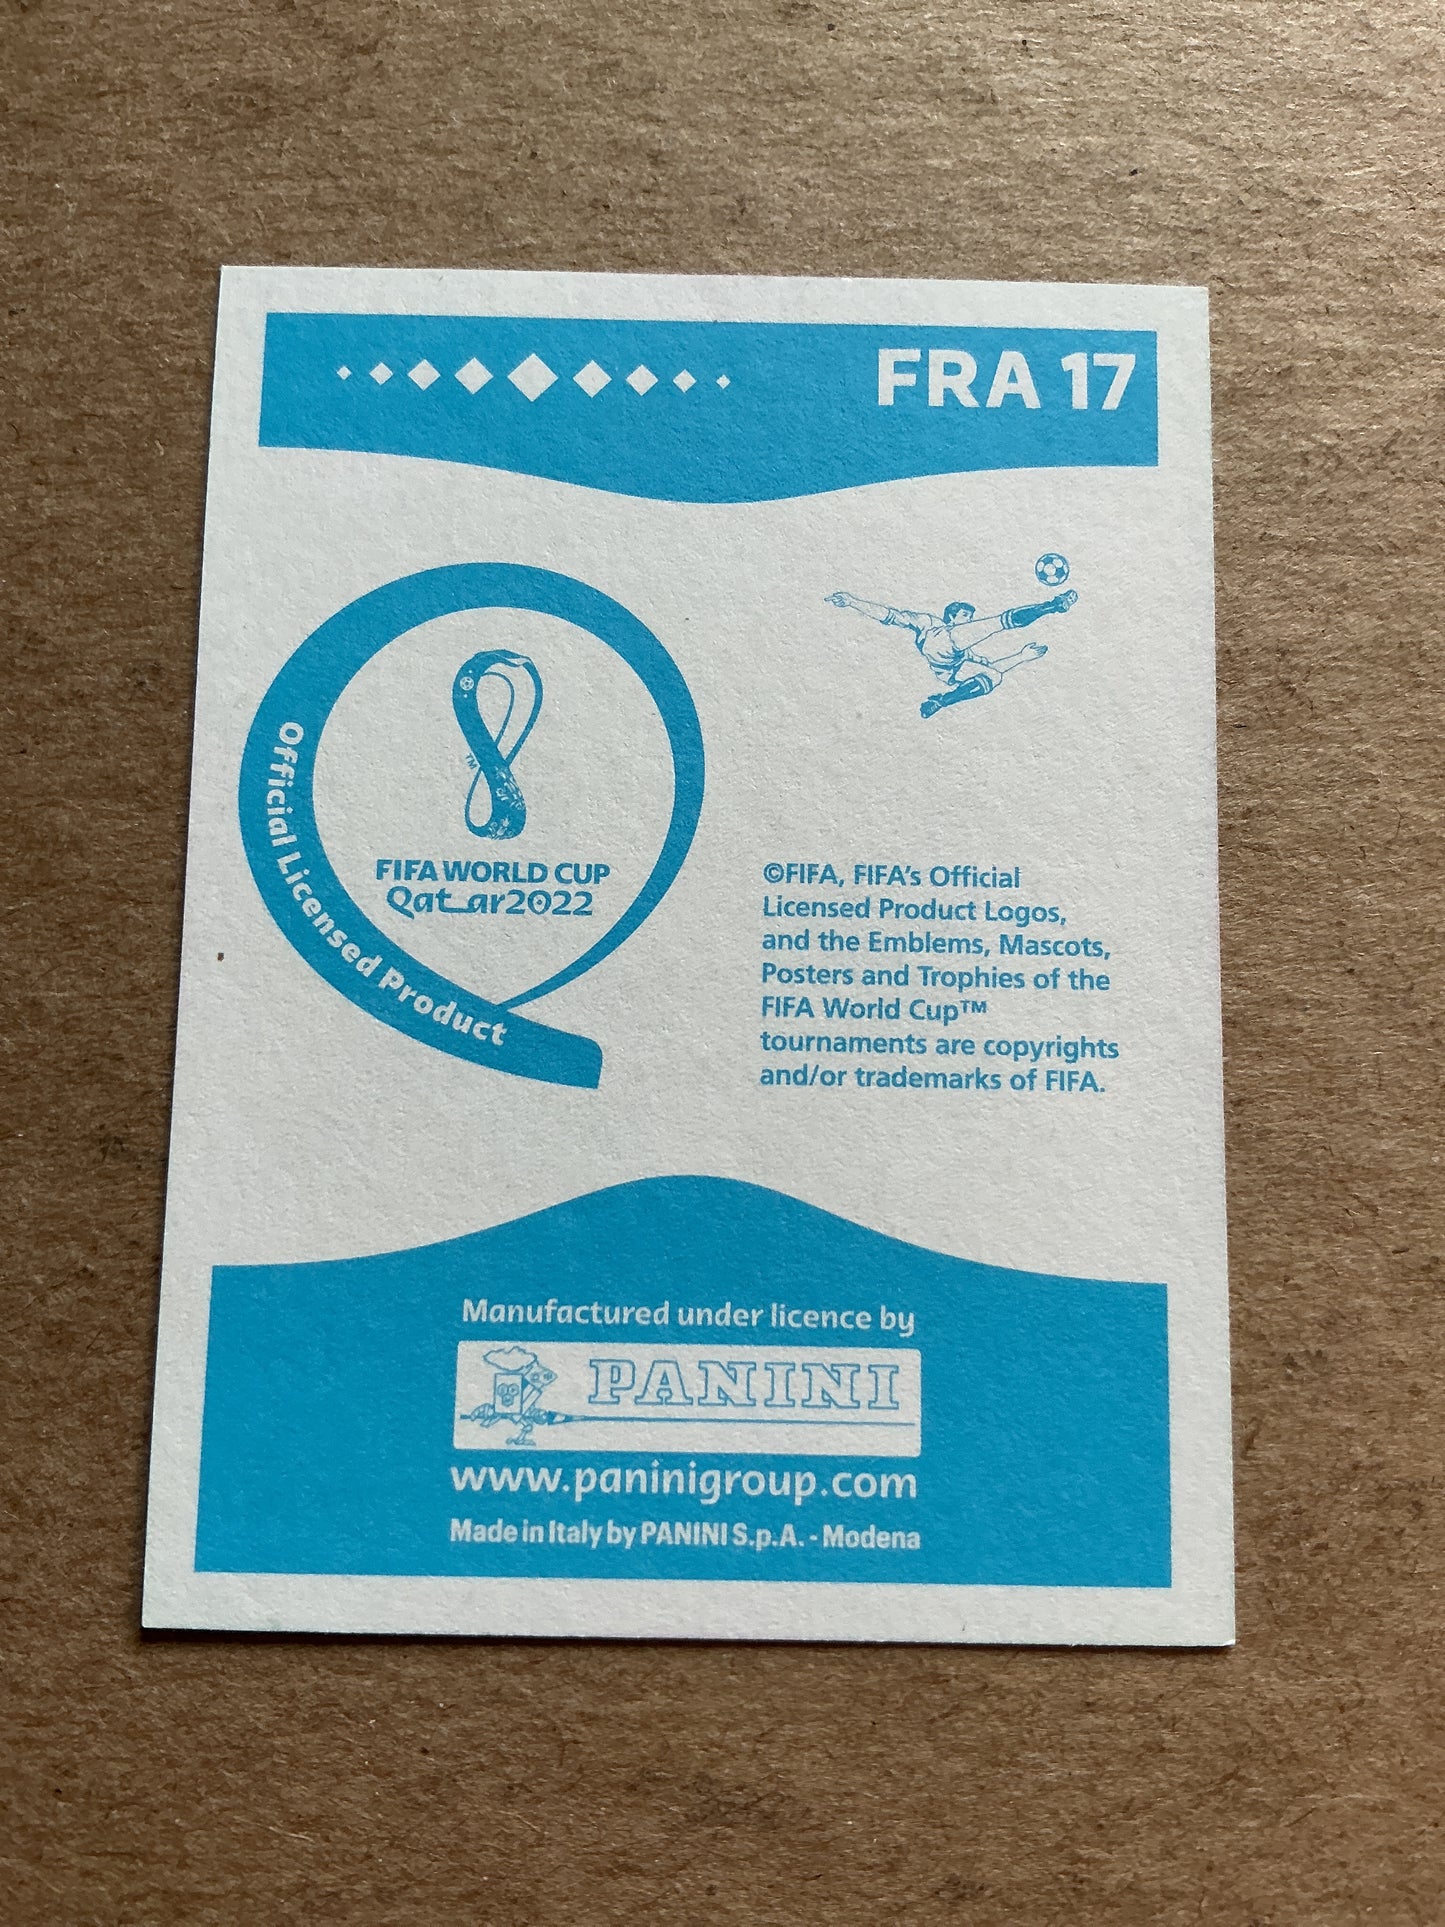 FRA 17
Official Licensed Product
TM
FIFA WORLD CUP
Qatar2022
©FIFA, FIFA's Official
Licensed Product Logos,
and the Emblems, Mascots,
Posters and Trophies of the
FIFA World Cup™
tournaments are copyrights
and/or trademarks of FIFA.
Manufactured under licence by
PANINI
www.paninigroup.com
Made in Italy by PANINI S.p.A. - Modena